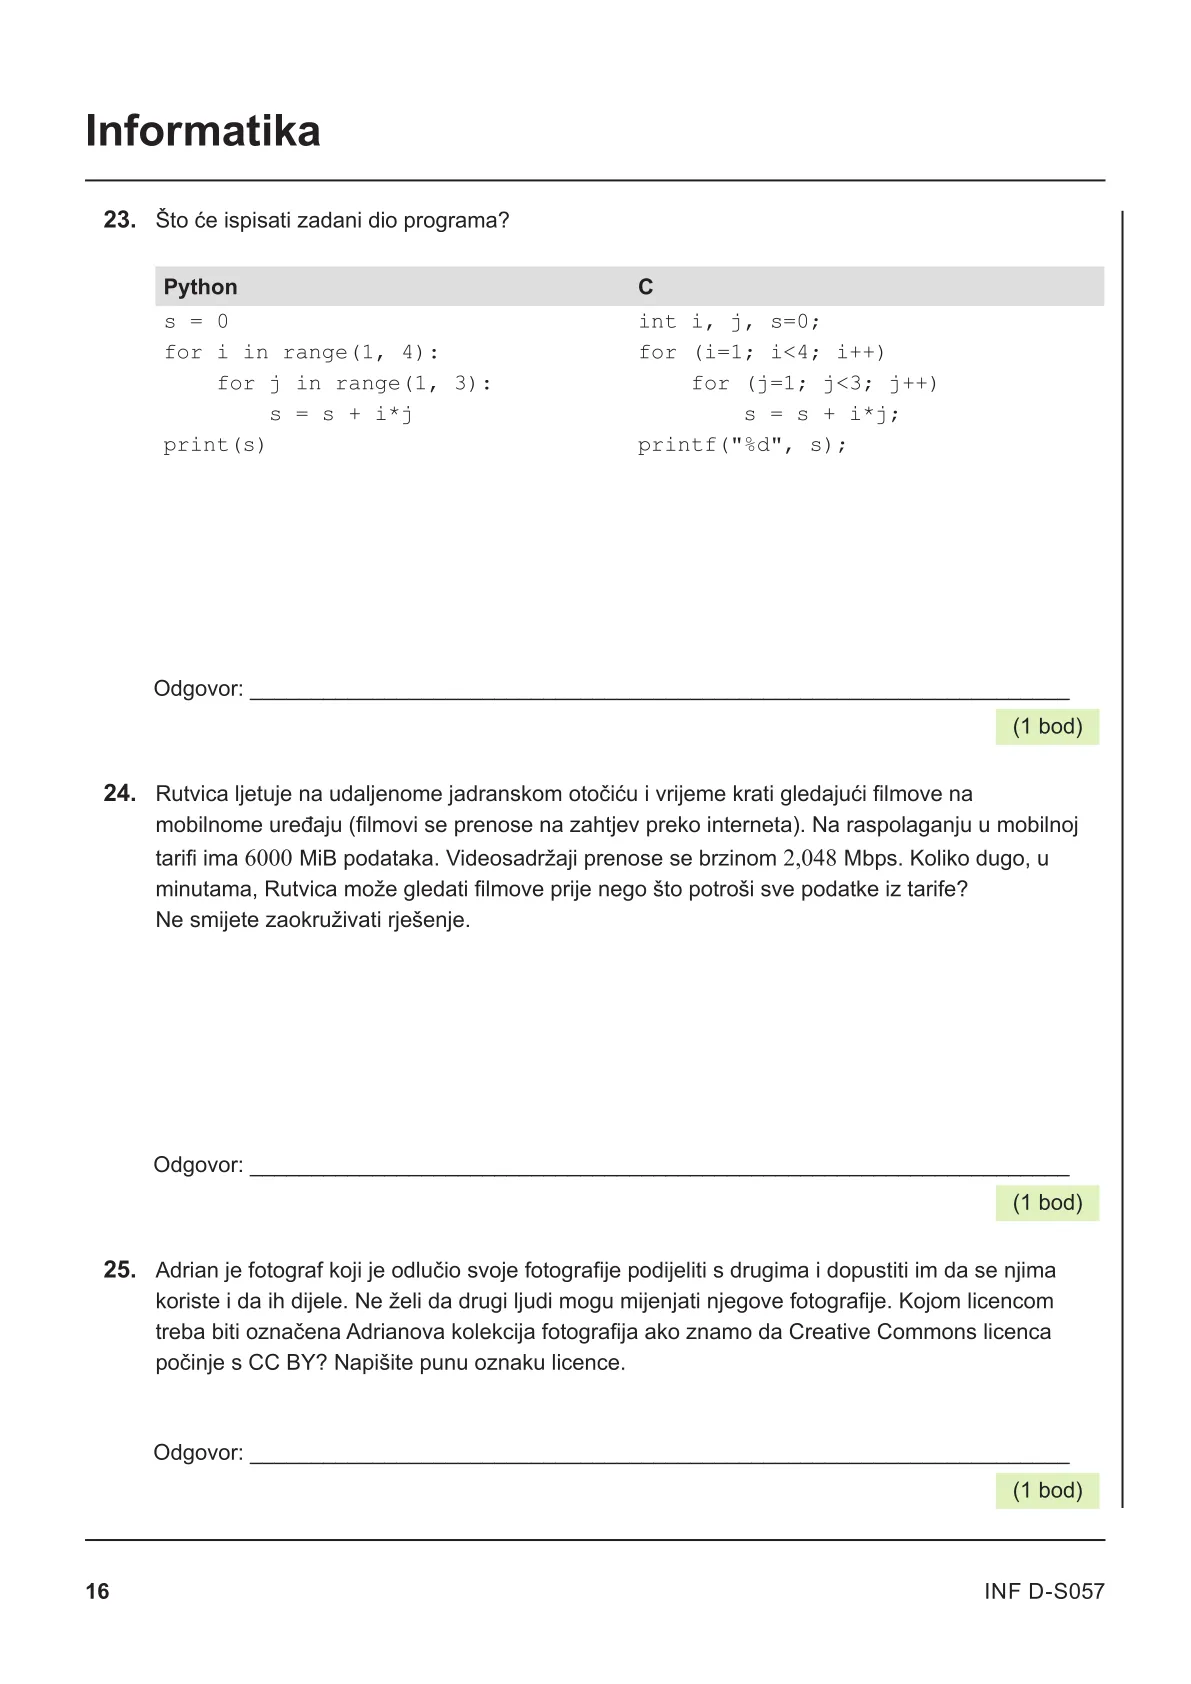 Informatika
23. Što će ispisati zadani dio programa?
Python C
s = 0 int i, j, s=0;
for i in range(1, 4): for (i=1; i<4; i++)
for j in range(1, 3): for (j=1; j<3; j++)
s = s + i*j s = s + i*j;
print(s) printf("%d", s);
Odgovor: ____________________
(1 bod)
24. Rutvica ljetuje na udaljenome jadranskom otočiću i vrijeme krati gledajući filmove na
mobilnome uređaju (filmovi se prenose na zahtjev preko interneta). Na raspolaganju u mobilnoj
tarifi ima 6000 MiB podataka. Videosadržaji prenose se brzinom 2,048 Mbps. Koliko dugo, u
minutama, Rutvica može gledati filmove prije nego što potroši sve podatke iz tarife?
Ne smijete zaokruživati rješenje.
Odgovor: ____________________
(1 bod)
25. Adrian je fotograf koji je odlučio svoje fotografije podijeliti s drugima i dopustiti im da se njima
koriste i da ih dijele. Ne želi da drugi ljudi mogu mijenjati njegove fotografije. Kojom licencom
treba biti označena Adrianova kolekcija fotografija ako znamo da Creative Commons licenca
počinje s CC BY? Napišite punu oznaku licence.
Odgovor: ____________________
(1 bod)
16 INF D-S057